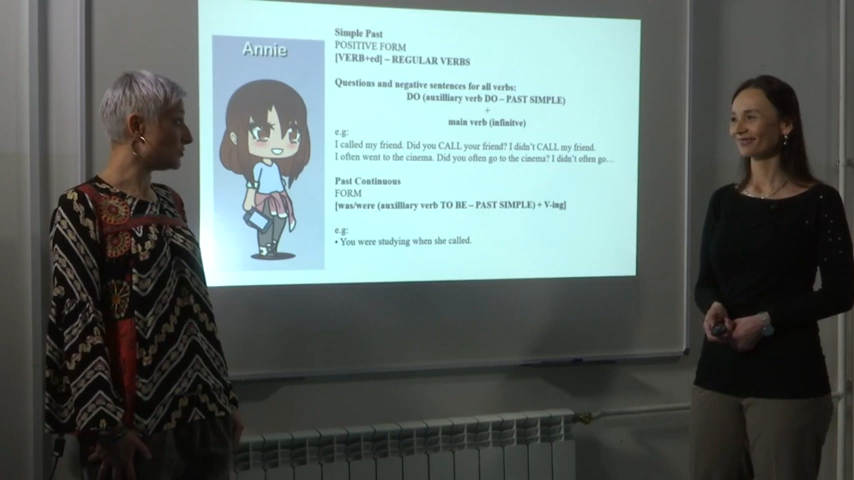 Annie
Simple Past
POSITIVE FORM
[VERB+ed] – REGULAR VERBS
Questions and negative sentences for all verbs:
DO (auxilliary verb DO – PAST SIMPLE)
+
main verb (infinitve)
e.g:
I called my friend. Did you CALL your friend? I didn't CALL my friend.
I often went to the cinema. Did you often go to the cinema? I didn't often go…
Past Continuous
FORM
[was/were (auxilliary verb TO BE – PAST SIMPLE) + V-ing]
e.g:
• You were studying when she called.